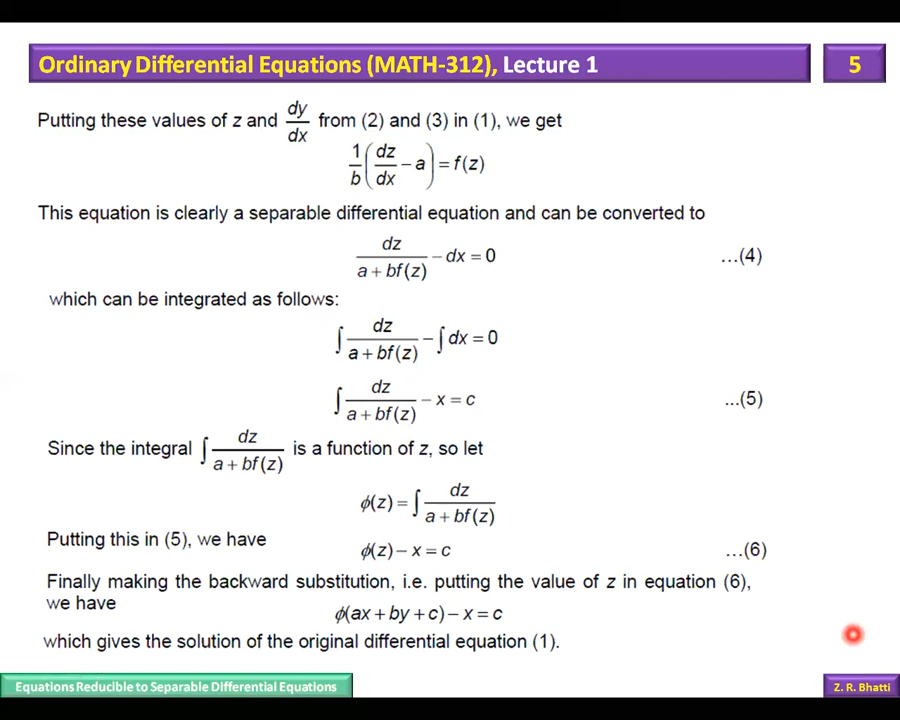 Ordinary Differential Equations (MATH-312), Lecture 1
5
Putting these values of z and dy/dx from (2) and (3) in (1), we get
1/b (dz/dx − a) = f(z)
This equation is clearly a separable differential equation and can be converted to
dz/(a + bf(z)) − dx = 0 …(4)
which can be integrated as follows:
∫ dz/(a + bf(z)) − ∫ dx = 0
∫ dz/(a + bf(z)) − x = c ...(5)
Since the integral ∫ dz/(a + bf(z)) is a function of z, so let
ϕ(z) = ∫ dz/(a + bf(z))
Putting this in (5), we have
ϕ(z) − x = c …(6)
Finally making the backward substitution, i.e. putting the value of z in equation (6),
we have
ϕ(ax + by + c) − x = c
which gives the solution of the original differential equation (1).
Equations Reducible to Separable Differential Equations
Z. R. Bhatti